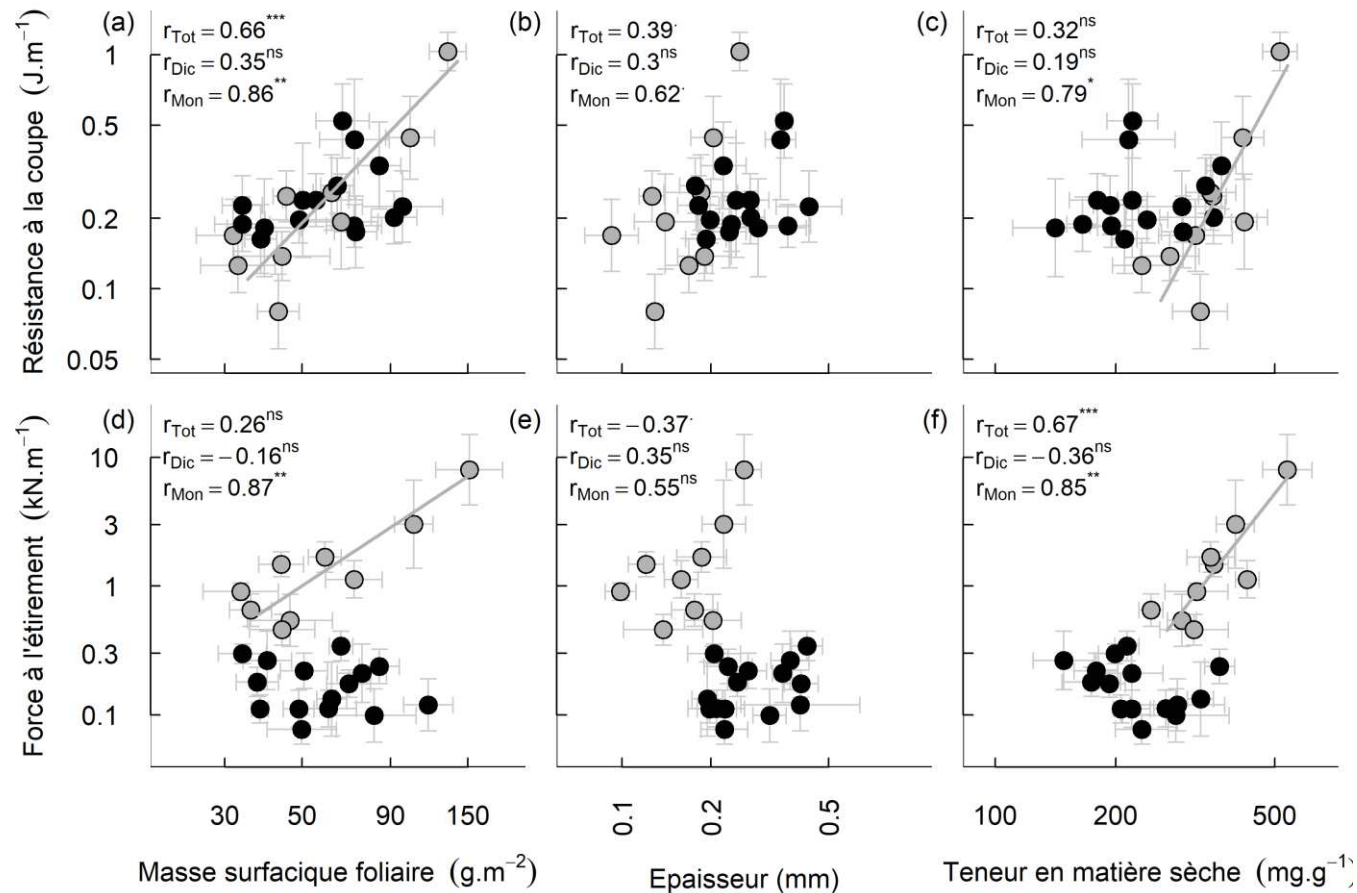 (a)
r_Tot = 0.66***
r_Dic = 0.35ns
r_Mon = 0.86**
(b)
r_Tot = 0.39·
r_Dic = 0.3ns
r_Mon = 0.62·
(c)
r_Tot = 0.32ns
r_Dic = 0.19ns
r_Mon = 0.79*
Résistance à la coupe (J.m⁻¹)
1
0.5
0.2
0.1
0.05
(d)
r_Tot = 0.26ns
r_Dic = −0.16ns
r_Mon = 0.87**
(e)
r_Tot = −0.37·
r_Dic = 0.35ns
r_Mon = 0.55ns
(f)
r_Tot = 0.67***
r_Dic = −0.36ns
r_Mon = 0.85**
Force à l'étirement (kN.m⁻¹)
10
3
1
0.3
0.1
30 50 90 150
0.1 0.2 0.5
100 200 500
Masse surfacique foliaire (g.m⁻²)
Epaisseur (mm)
Teneur en matière sèche (mg.g⁻¹)